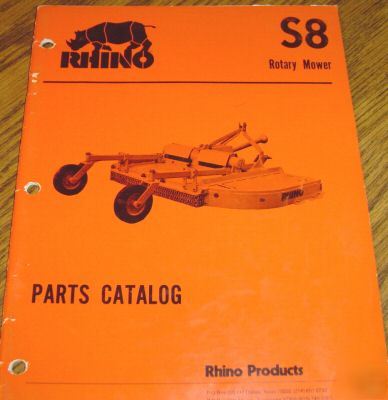 RHINO
S8
Rotary Mower
RHINO
PARTS CATALOG
Rhino Products